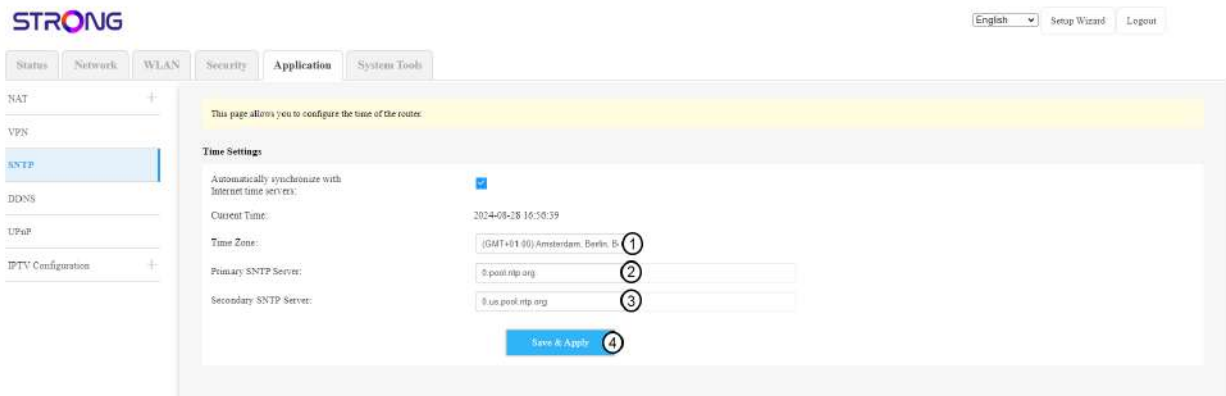 STRONG
English
Setup Wizard
Logout
Status
Network
WLAN
Security
Application
System Tools
NAT
VPN
SNTP
DDNS
UPnP
IPTV Configuration
This page allows you to configure the time of the router.
Time Settings
Automatically synchronize with
Internet time servers:
Current Time:
2024-08-28 16:56:39
Time Zone:
(GMT+01:00) Amsterdam, Berlin, B
1
Primary SNTP Server:
0.pool.ntp.org
2
Secondary SNTP Server:
0.us.pool.ntp.org
3
Save & Apply
4